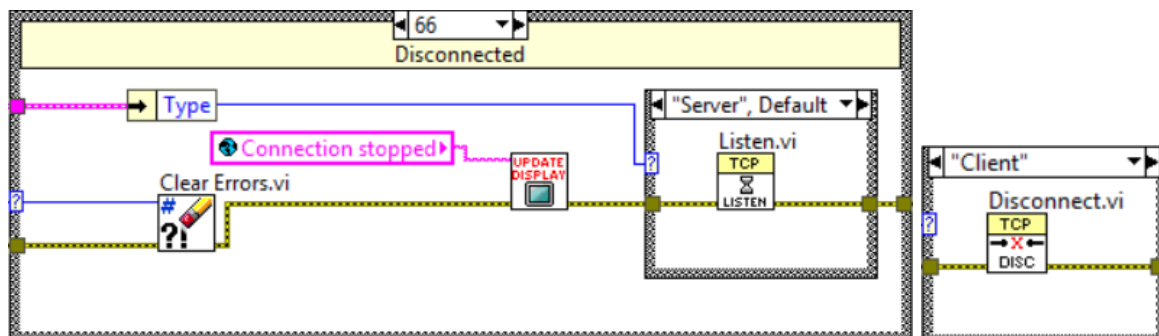 66
Disconnected
Type
"Server", Default
Connection stopped
Listen.vi
TCP
LISTEN
UPDATE
DISPLAY
Clear Errors.vi
#
?!
?
?
"Client"
Disconnect.vi
TCP
X
DISC
?